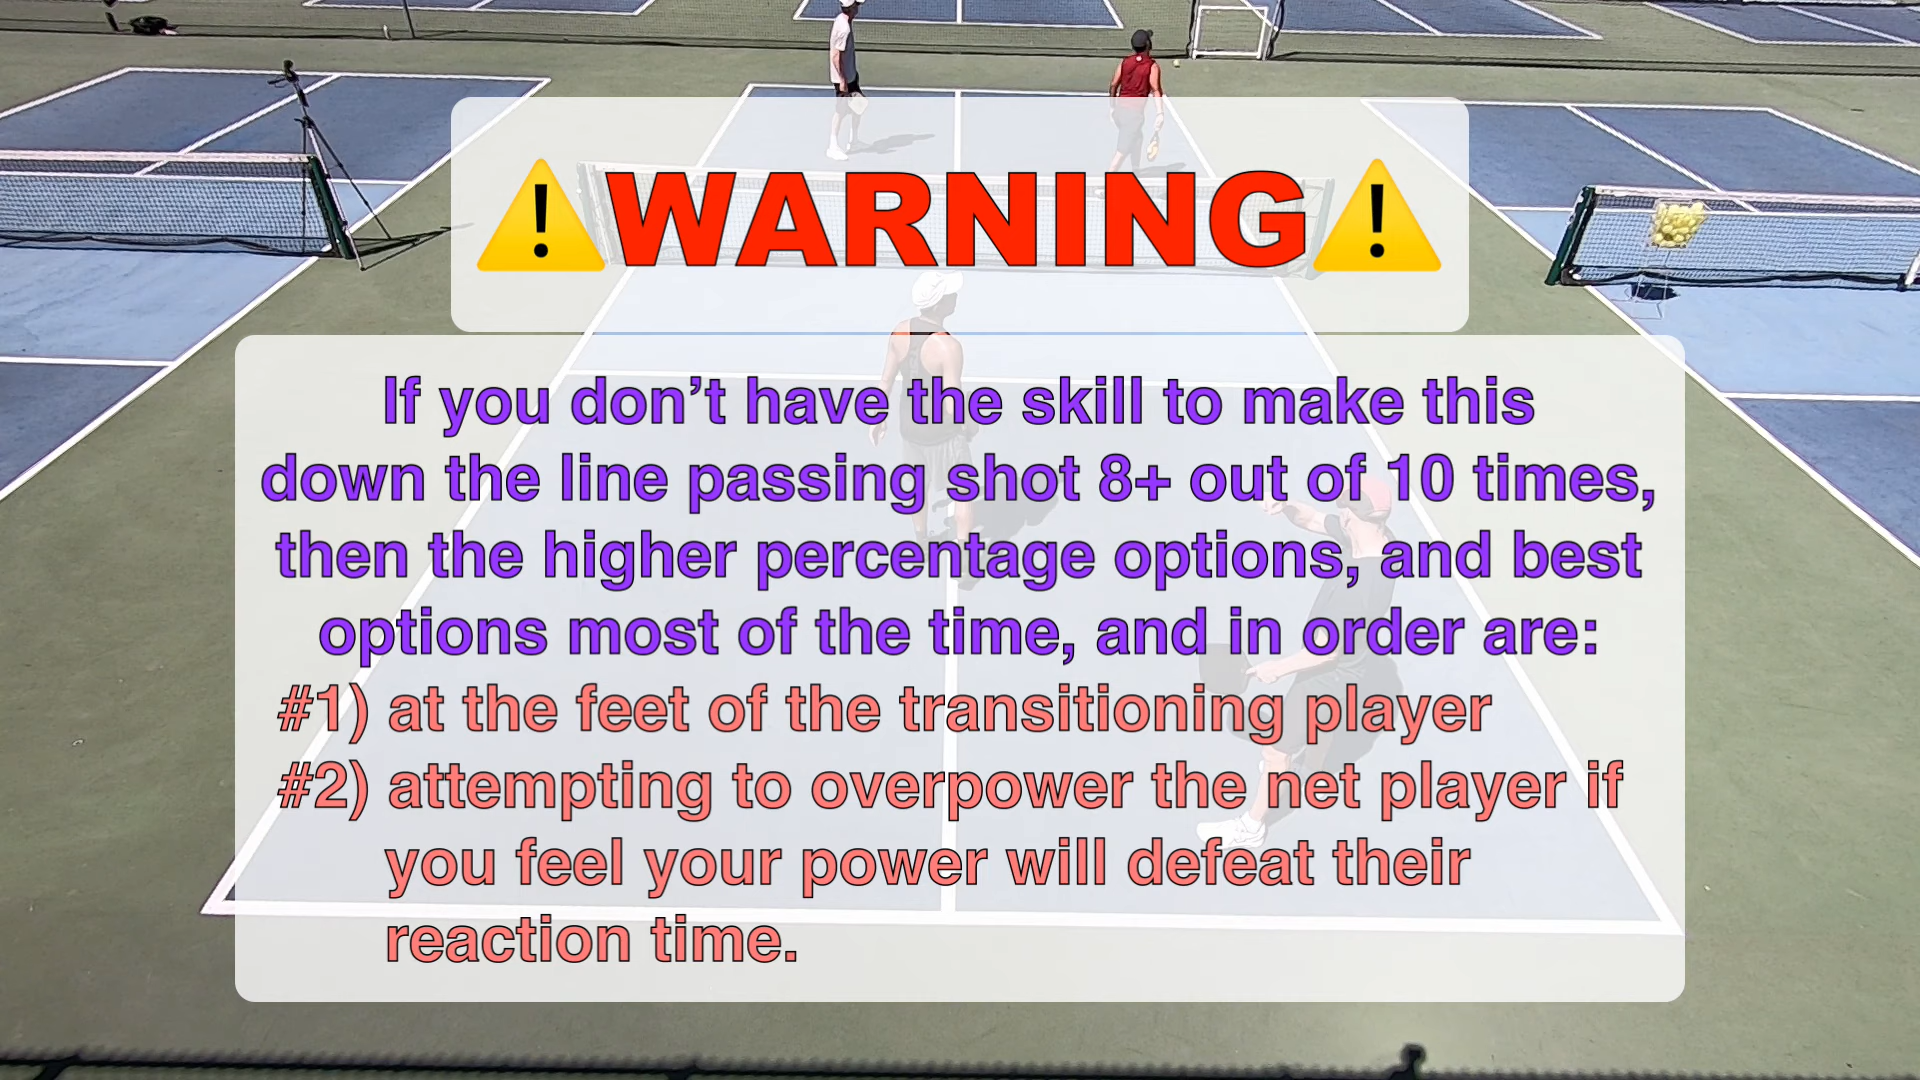 ⚠️WARNING⚠️
If you don’t have the skill to make this
down the line passing shot 8+ out of 10 times,
then the higher percentage options, and best
options most of the time, and in order are:
#1) at the feet of the transitioning player
#2) attempting to overpower the net player if
you feel your power will defeat their
reaction time.